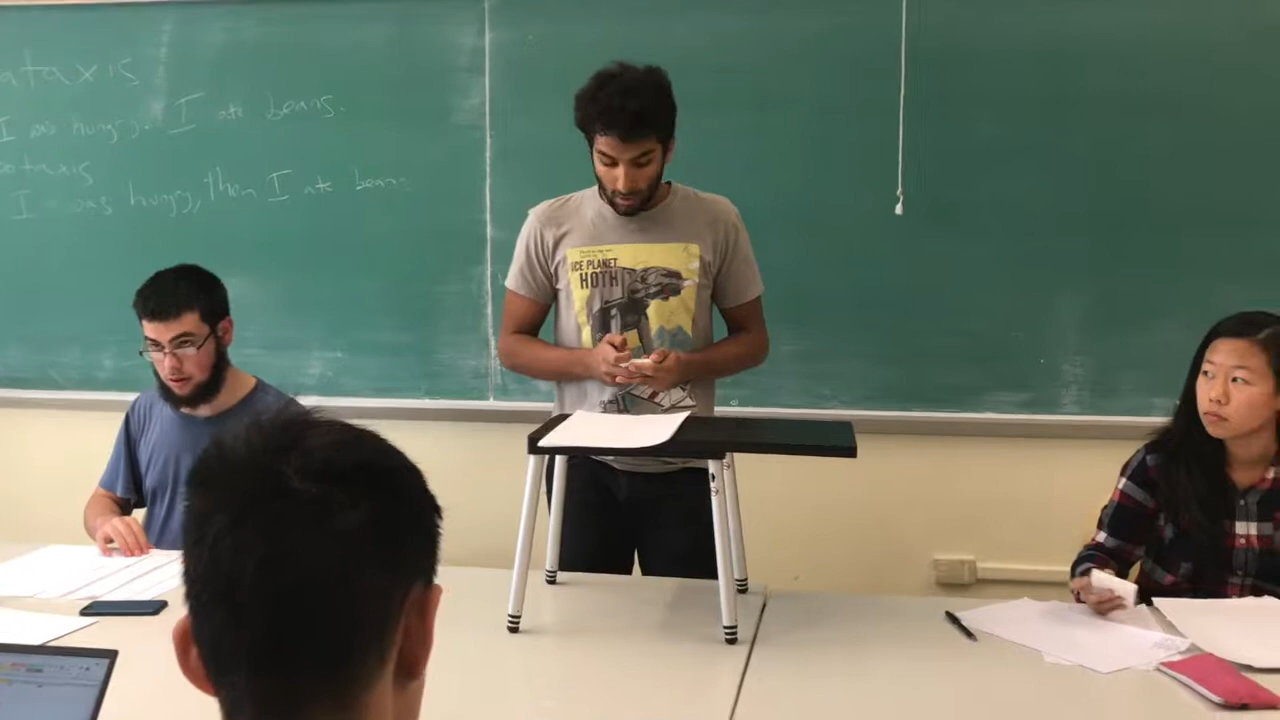 ataxis
I was hungry. I ate beans.
otaxis
I was hungry, then I ate beans
ICE PLANET
HOTH